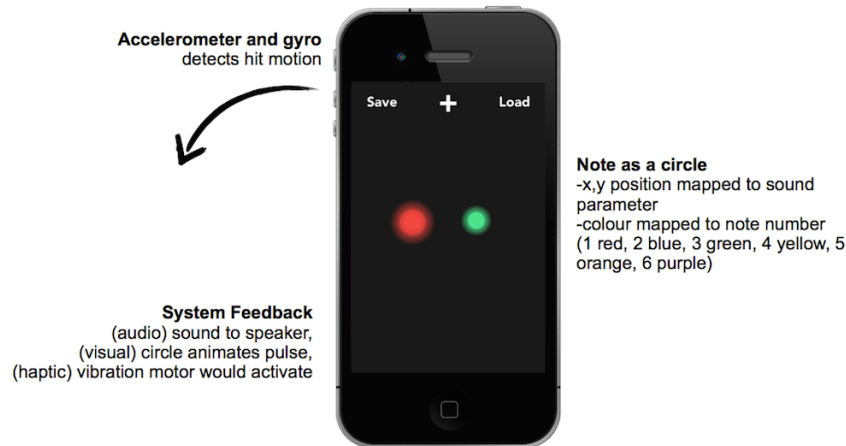 Accelerometer and gyro
detects hit motion
Save + Load
Note as a circle
-x,y position mapped to sound
parameter
-colour mapped to note number
(1 red, 2 blue, 3 green, 4 yellow, 5
orange, 6 purple)
System Feedback
(audio) sound to speaker,
(visual) circle animates pulse,
(haptic) vibration motor would activate